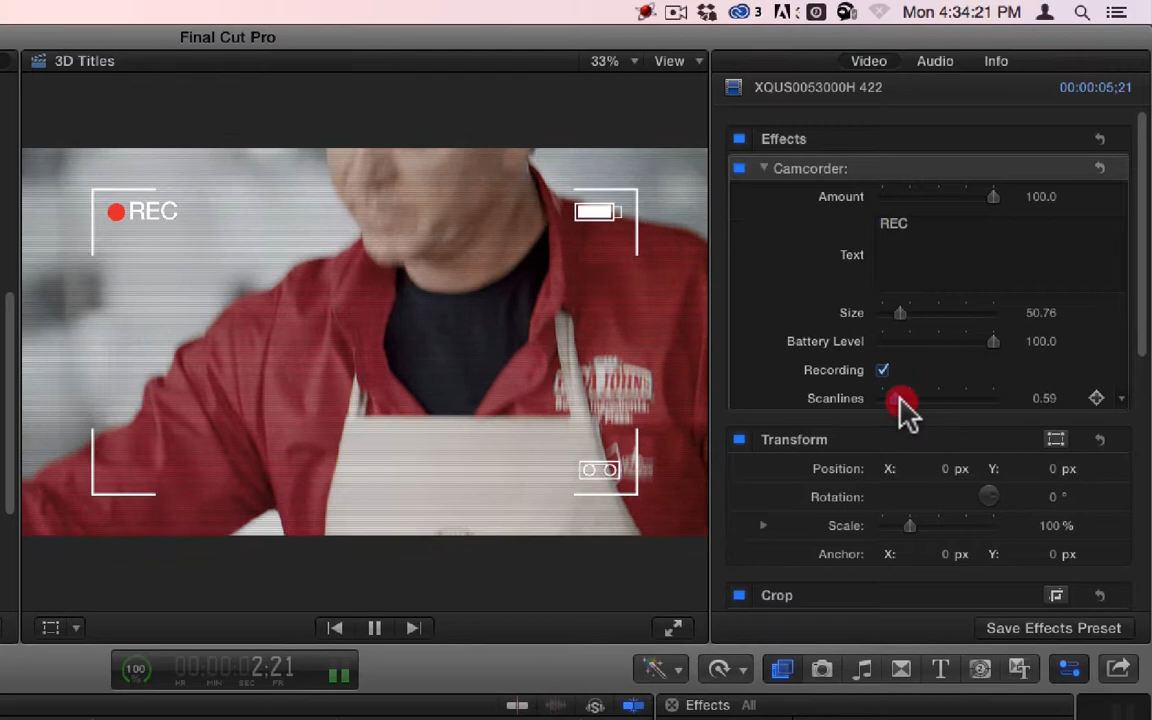 3 Mon 4:34:21 PM
Final Cut Pro
3D Titles 33% View Video Audio Info
XQUS0053000H 422 00:00:05;21
Effects
Camcorder:
Amount 100.0
REC
Text
Size 50.76
Battery Level 100.0
Recording
Scanlines 0.59
Transform
Position: X: 0 px Y: 0 px
Rotation: 0 °
Scale: 100 %
Anchor: X: 0 px Y: 0 px
Crop
Save Effects Preset
REC
100 00:00:02;21
HR MIN SEC FR
Effects All